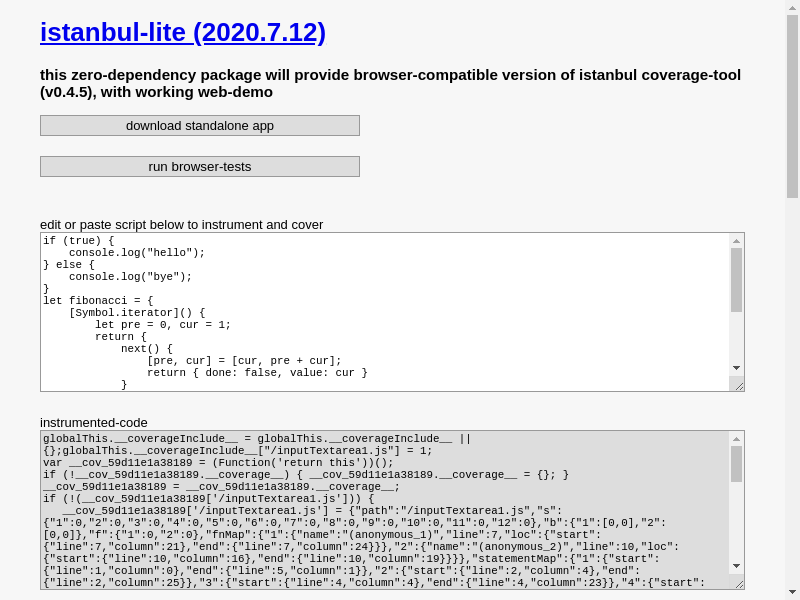 istanbul-lite (2020.7.12)
this zero-dependency package will provide browser-compatible version of istanbul coverage-tool
(v0.4.5), with working web-demo
download standalone app
run browser-tests
edit or paste script below to instrument and cover
if (true) {
    console.log("hello");
} else {
    console.log("bye");
}
let fibonacci = {
    [Symbol.iterator]() {
        let pre = 0, cur = 1;
        return {
            next() {
                [pre, cur] = [cur, pre + cur];
                return { done: false, value: cur }
            }
instrumented-code
globalThis.__coverageInclude__ = globalThis.__coverageInclude__ ||
{};globalThis.__coverageInclude__["/inputTextarea1.js"] = 1;
var __cov_59d11e1a38189 = (Function('return this'))();
if (!__cov_59d11e1a38189.__coverage__) { __cov_59d11e1a38189.__coverage__ = {}; }
__cov_59d11e1a38189 = __cov_59d11e1a38189.__coverage__;
if (!(__cov_59d11e1a38189['/inputTextarea1.js'])) {
   __cov_59d11e1a38189['/inputTextarea1.js'] = {"path":"/inputTextarea1.js","s":
{"1":0,"2":0,"3":0,"4":0,"5":0,"6":0,"7":0,"8":0,"9":0,"10":0,"11":0,"12":0},"b":{"1":[0,0],"2":
[0,0]},"f":{"1":0,"2":0},"fnMap":{"1":{"name":"(anonymous_1)","line":7,"loc":{"start":
{"line":7,"column":21},"end":{"line":7,"column":24}}},"2":{"name":"(anonymous_2)","line":10,"loc":
{"start":{"line":10,"column":16},"end":{"line":10,"column":19}}}},"statementMap":{"1":{"start":
{"line":1,"column":0},"end":{"line":5,"column":1}},"2":{"start":{"line":2,"column":4},"end":
{"line":2,"column":25}},"3":{"start":{"line":4,"column":4},"end":{"line":4,"column":23}},"4":{"start":